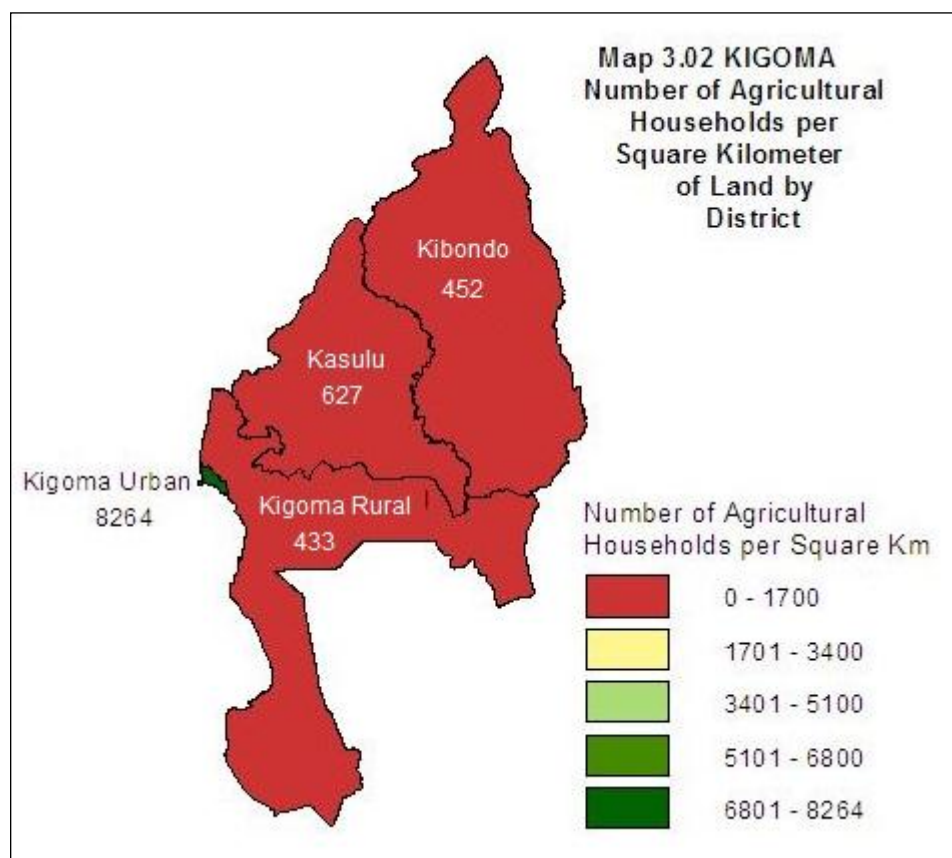 Map 3.02 KIGOMA
Number of Agricultural
Households per
Square Kilometer
of Land by
District
Kibondo
452
Kasulu
627
Kigoma Urban
8264
Kigoma Rural
433
Number of Agricultural
Households per Square Km
0 - 1700
1701 - 3400
3401 - 5100
5101 - 6800
6801 - 8264